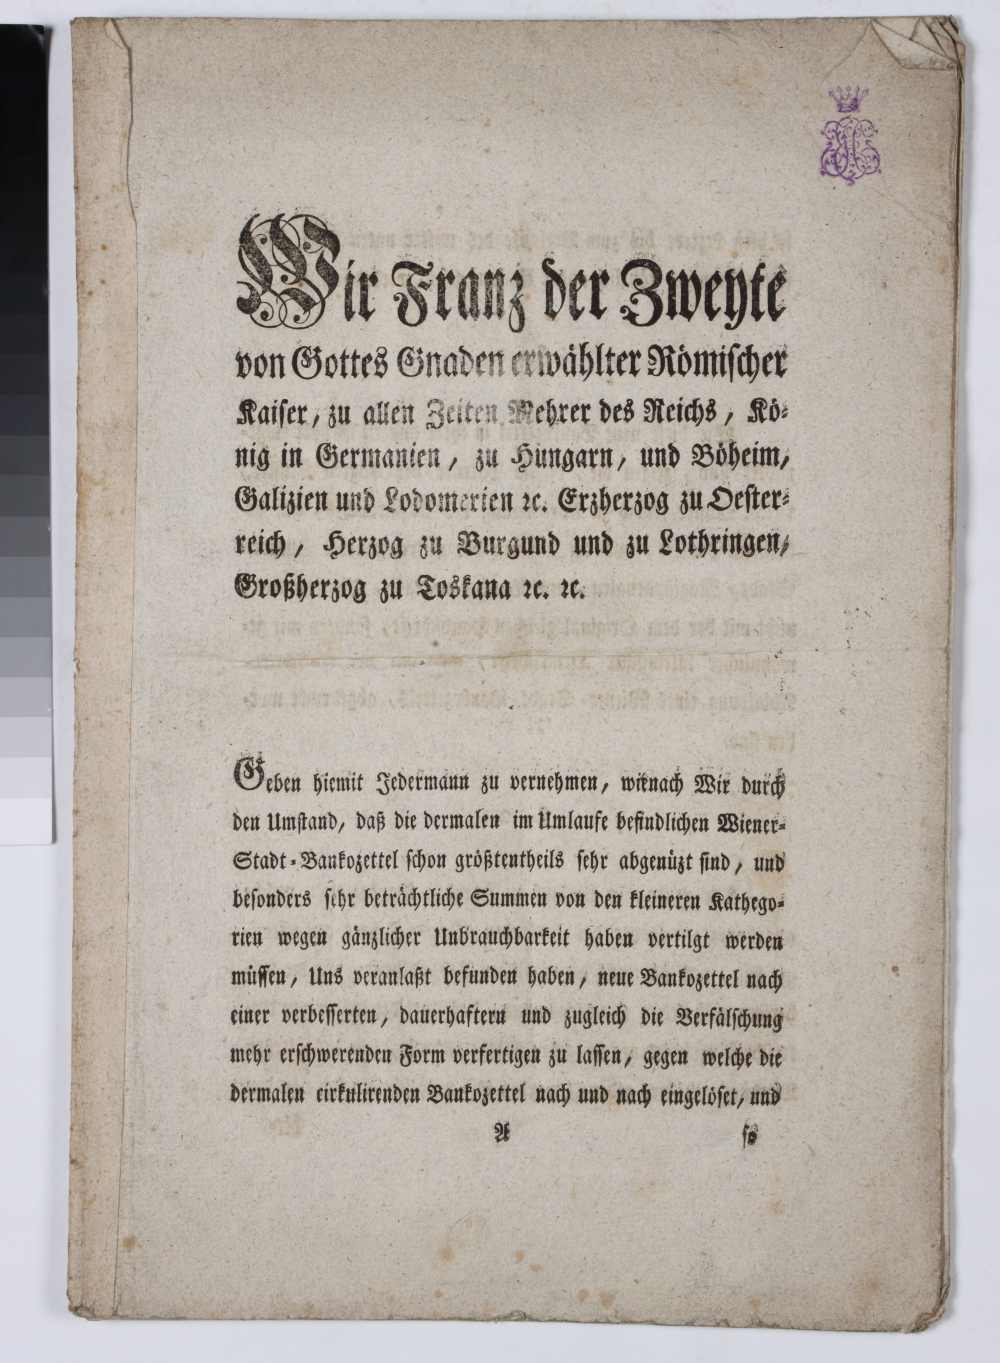 Wir Franz der Zweyte
von Gottes Gnaden erwählter Römischer
Kaiser, zu allen Zeiten Mehrer des Reichs, Kö-
nig in Germanien, zu Hungarn, und Böheim,
Galizien und Lodomerien ꝛc. Erzherzog zu Oester-
reich, Herzog zu Burgund und zu Lothringen,
Großherzog zu Toskana ꝛc. ꝛc.
Geben hiemit Jedermann zu vernehmen, wienach Wir durch
den Umstand, daß die dermalen im Umlaufe befindlichen Wiener-
Stadt-Bankozettel schon größtentheils sehr abgenüzt sind, und
besonders sehr beträchtliche Summen von den kleineren Kathego-
rien wegen gänzlicher Unbrauchbarkeit haben vertilgt werden
müssen, Uns veranlaßt befunden haben, neue Bankozettel nach
einer verbesserten, dauerhaftern und zugleich die Verfälschung
mehr erschwerenden Form verfertigen zu lassen, gegen welche die
dermalen cirkulirenden Bankozettel nach und nach eingelöset, und
A so